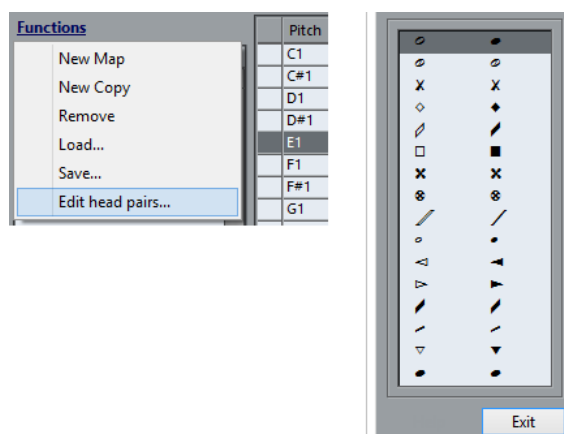 Functions
New Map
New Copy
Remove
Load...
Save...
Edit head pairs...
Pitch
C1
C#1
D1
D#1
E1
F1
F#1
G1
Exit